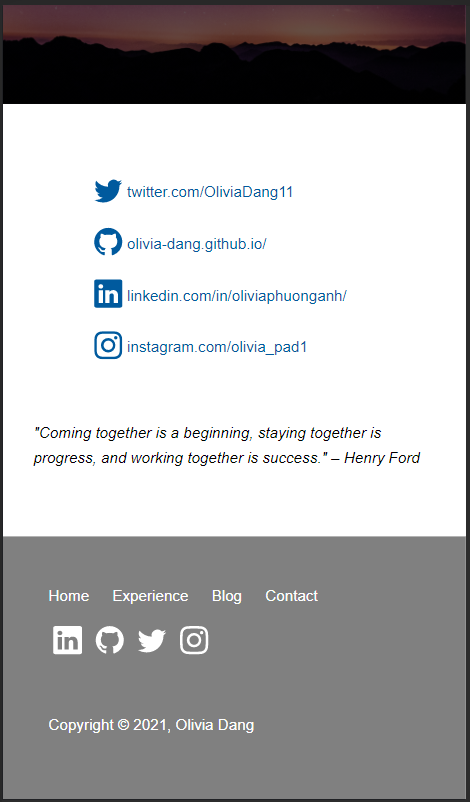 twitter.com/OliviaDang11
olivia-dang.github.io/
linkedin.com/in/oliviaphuonganh/
instagram.com/olivia_pad1
"Coming together is a beginning, staying together is
progress, and working together is success." – Henry Ford
Home Experience Blog Contact
Copyright © 2021, Olivia Dang